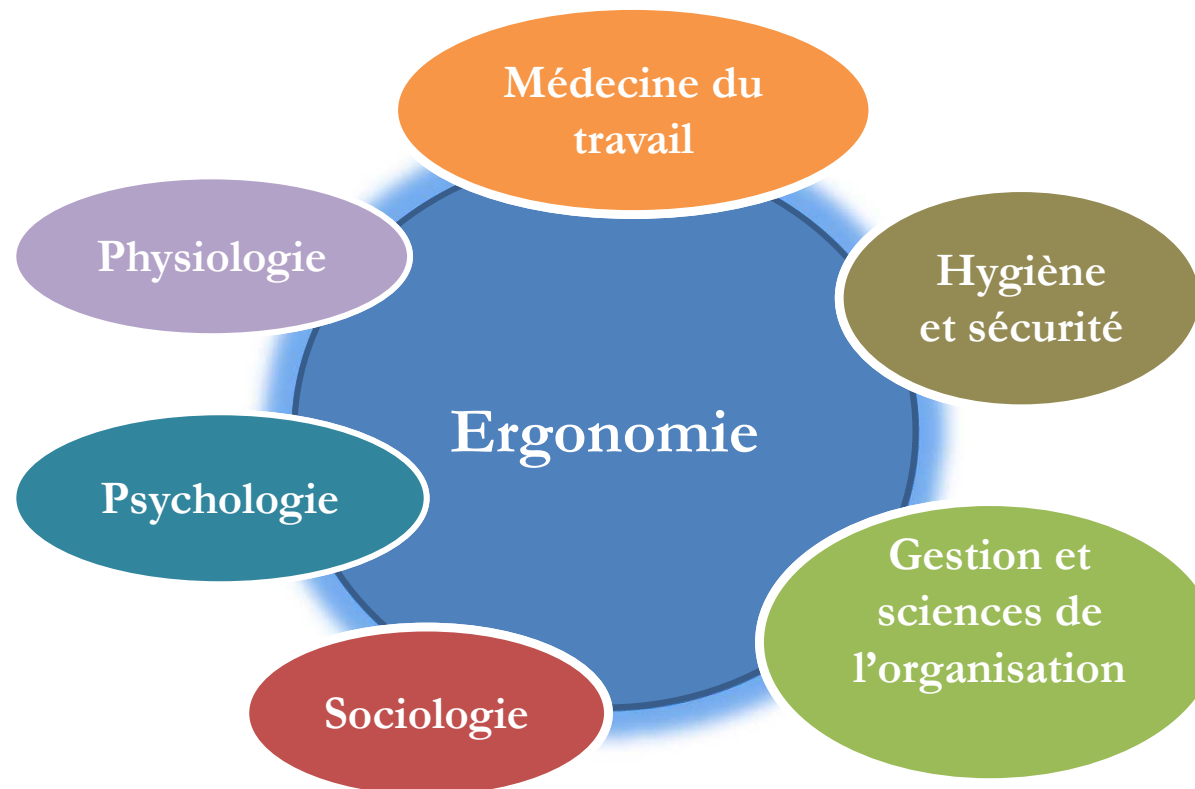 Médecine du
travail
Physiologie
Hygiène
et sécurité
Ergonomie
Psychologie
Gestion et
sciences de
l’organisation
Sociologie